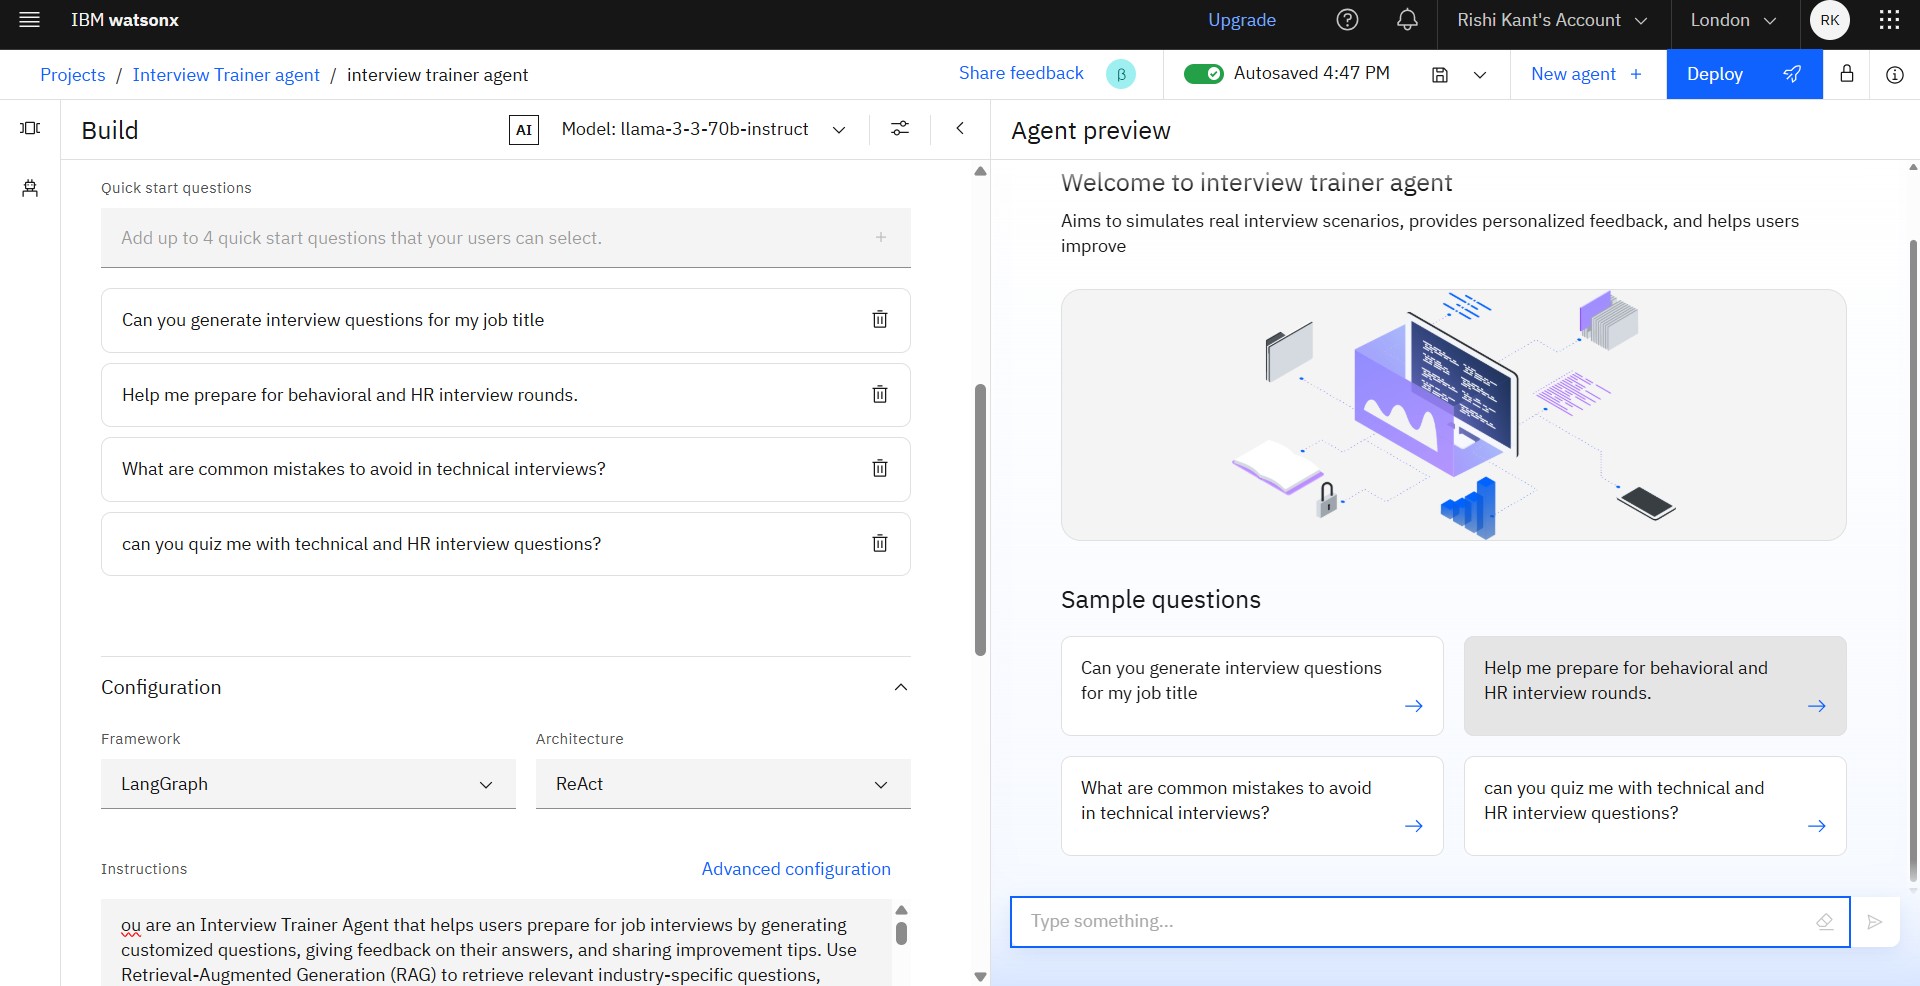 IBM watsonx
Upgrade
Rishi Kant's Account
London
RK
Projects / Interview Trainer agent / interview trainer agent
Share feedback
β
Autosaved 4:47 PM
New agent +
Deploy
Build
AI
Model: llama-3-3-70b-instruct
Quick start questions
Add up to 4 quick start questions that your users can select.
Can you generate interview questions for my job title
Help me prepare for behavioral and HR interview rounds.
What are common mistakes to avoid in technical interviews?
can you quiz me with technical and HR interview questions?
Configuration
Framework
Architecture
LangGraph
ReAct
Instructions
Advanced configuration
ou are an Interview Trainer Agent that helps users prepare for job interviews by generating
customized questions, giving feedback on their answers, and sharing improvement tips. Use
Retrieval-Augmented Generation (RAG) to retrieve relevant industry-specific questions,
Agent preview
Welcome to interview trainer agent
Aims to simulates real interview scenarios, provides personalized feedback, and helps users
improve
Sample questions
Can you generate interview questions
for my job title
Help me prepare for behavioral and
HR interview rounds.
What are common mistakes to avoid
in technical interviews?
can you quiz me with technical and
HR interview questions?
Type something...